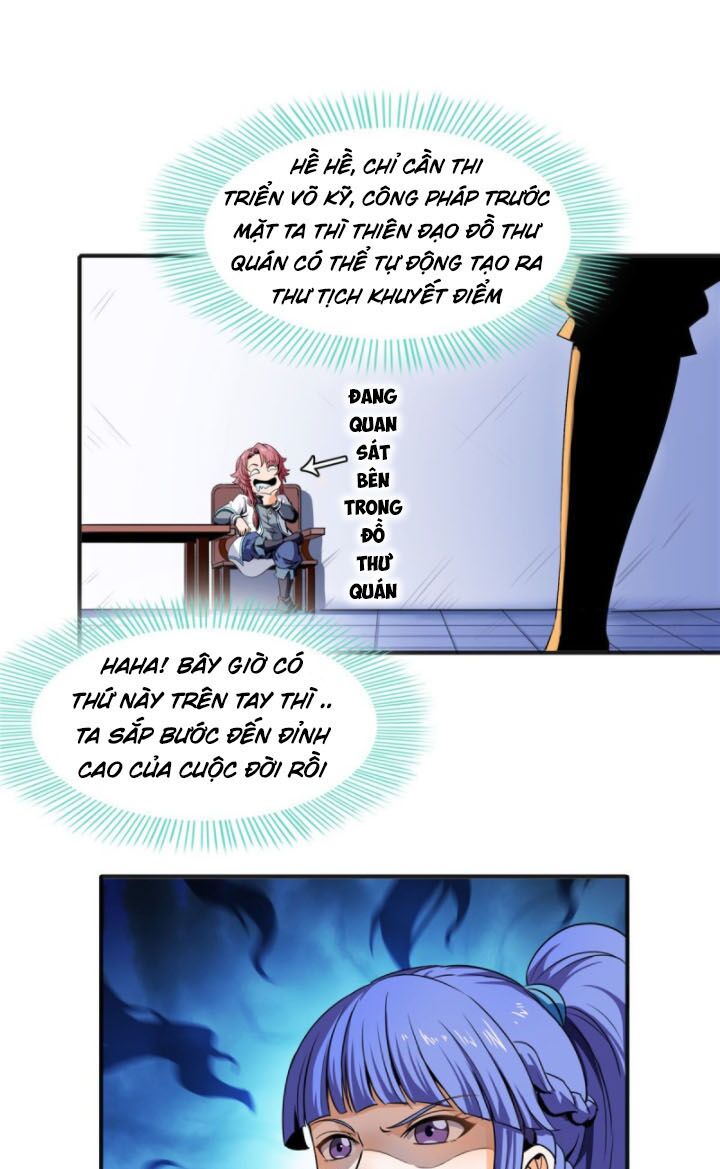 HỀ HỀ, CHỈ CẦN THI
TRIỂN VÕ KỸ, CÔNG PHÁP TRƯỚC
MẶT TA THÌ THIÊN ĐẠO ĐỒ THƯ
QUÁN CÓ THỂ TỰ ĐỘNG TẠO RA
THƯ TỊCH KHUYẾT ĐIỂM
ĐANG
QUAN
SÁT
BÊN
TRONG
ĐỒ
THƯ
QUÁN
HAHA! BÂY GIỜ CÓ
THỨ NÀY TRÊN TAY THÌ ..
TA SẮP BƯỚC ĐẾN ĐỈNH
CAO CỦA CUỘC ĐỜI RỒI